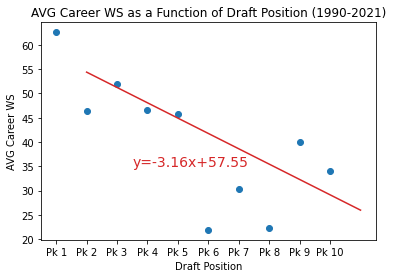 AVG Career WS as a Function of Draft Position (1990-2021)
AVG Career WS
60
55
50
45
40
35
30
25
20
y=-3.16x+57.55
Pk 1 Pk 2 Pk 3 Pk 4 Pk 5 Pk 6 Pk 7 Pk 8 Pk 9 Pk 10
Draft Position